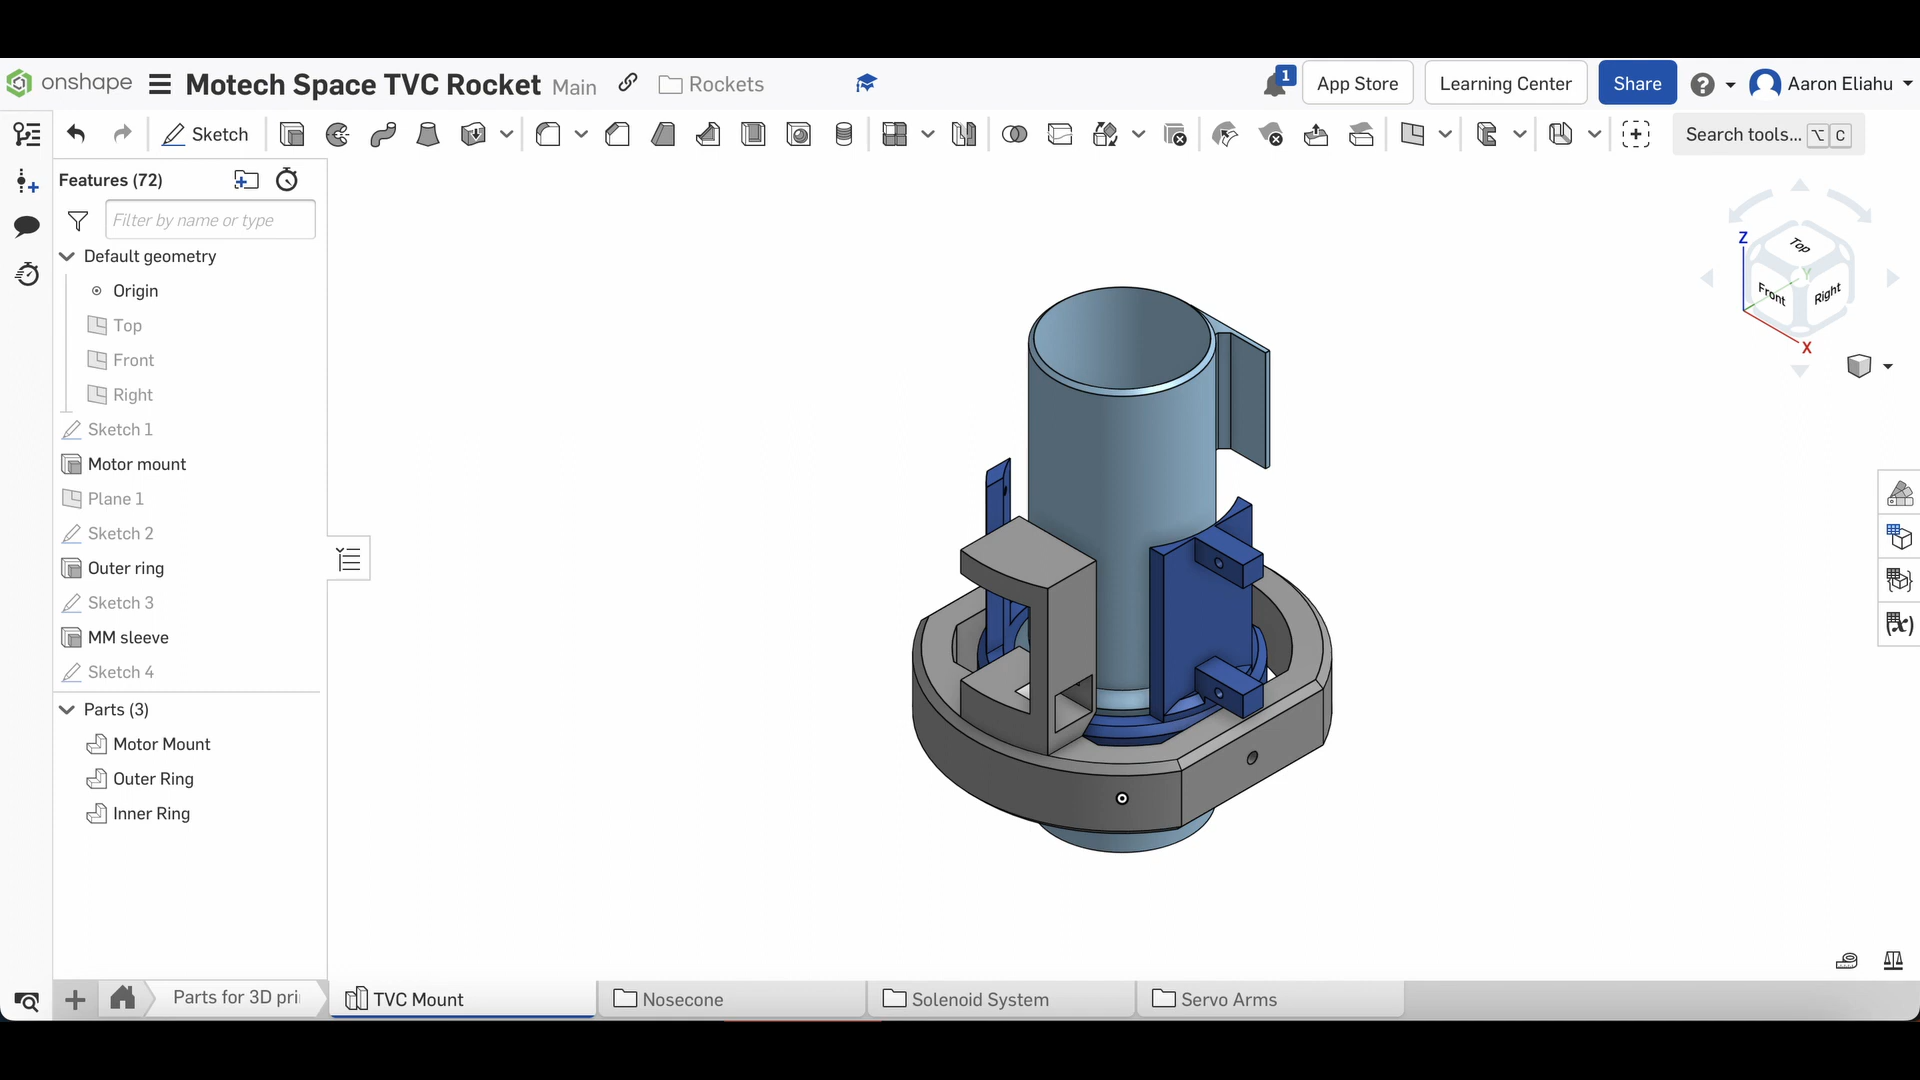 onshape Motech Space TVC Rocket Main Rockets 1 App Store Learning Center Share ? Aaron Eliahu
Sketch Search tools... ⌥ C
Features (72)
Filter by name or type
Default geometry
Origin
Top
Front
Right
Sketch 1
Motor mount
Plane 1
Sketch 2
Outer ring
Sketch 3
MM sleeve
Sketch 4
Parts (3)
Motor Mount
Outer Ring
Inner Ring
Z
Top
Y
Front
Right
X
(x)
Parts for 3D pri TVC Mount Nosecone Solenoid System Servo Arms